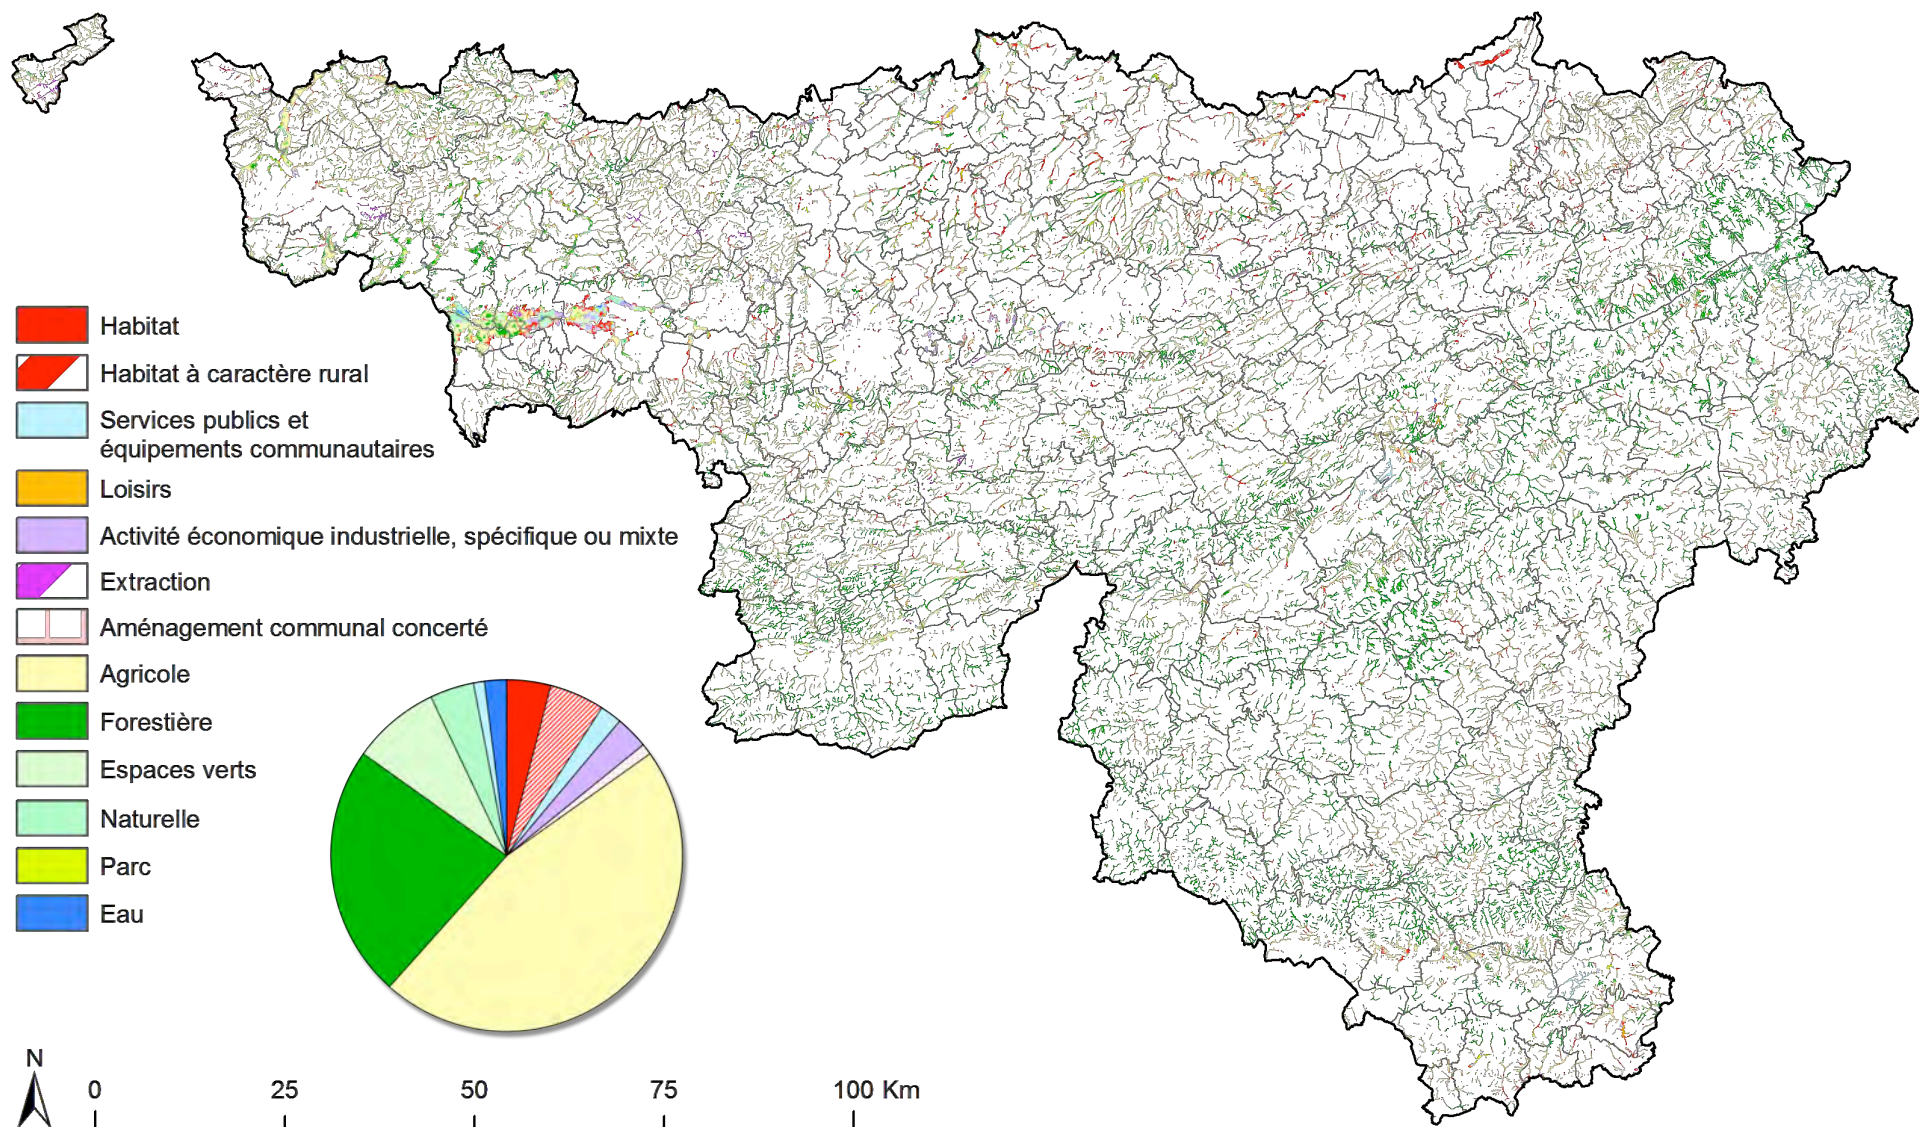 Habitat
Habitat à caractère rural
Services publics et
équipements communautaires
Loisirs
Activité économique industrielle, spécifique ou mixte
Extraction
Aménagement communal concerté
Agricole
Forestière
Espaces verts
Naturelle
Parc
Eau
N
0 25 50 75 100 Km